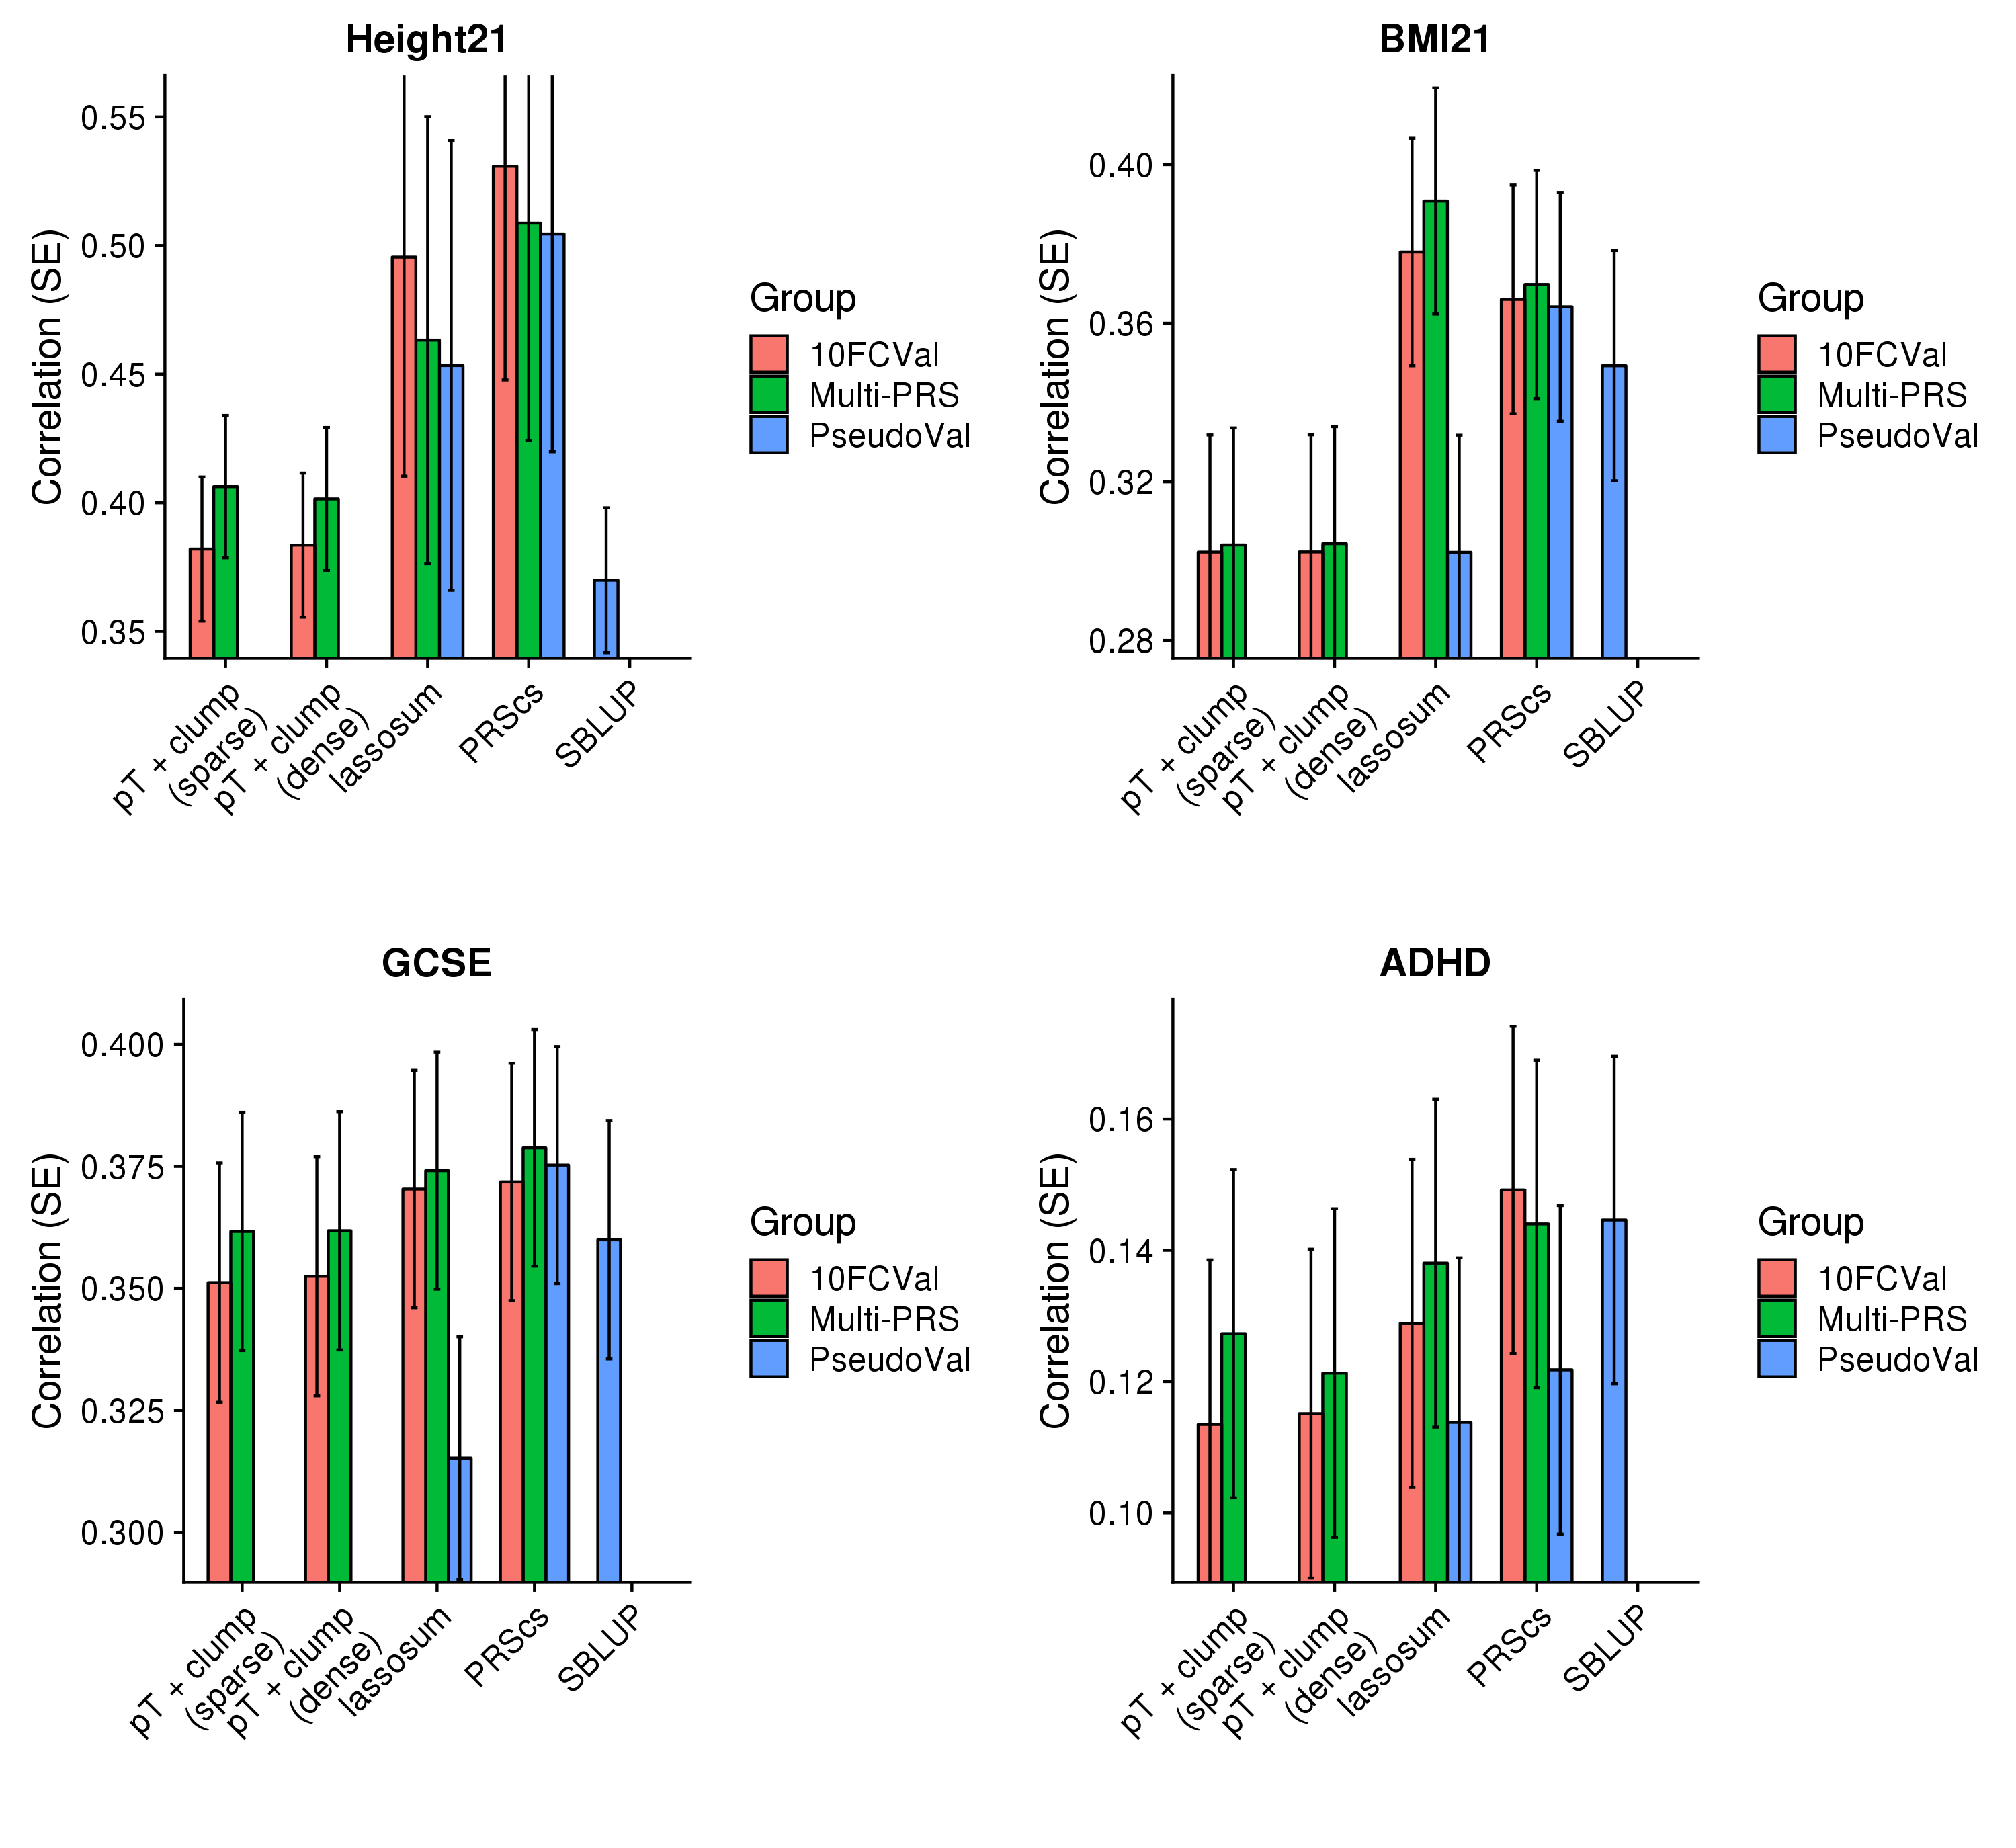 Height21
Correlation (SE)
0.55
0.50
0.45
0.40
0.35
pT + clump
(sparse)
pT + clump
(dense)
lassosum
PRScs
SBLUP
Group
10FCVal
Multi-PRS
PseudoVal
BMI21
Correlation (SE)
0.40
0.36
0.32
0.28
pT + clump
(sparse)
pT + clump
(dense)
lassosum
PRScs
SBLUP
Group
10FCVal
Multi-PRS
PseudoVal
GCSE
Correlation (SE)
0.400
0.375
0.350
0.325
0.300
pT + clump
(sparse)
pT + clump
(dense)
lassosum
PRScs
SBLUP
Group
10FCVal
Multi-PRS
PseudoVal
ADHD
Correlation (SE)
0.16
0.14
0.12
0.10
pT + clump
(sparse)
pT + clump
(dense)
lassosum
PRScs
SBLUP
Group
10FCVal
Multi-PRS
PseudoVal